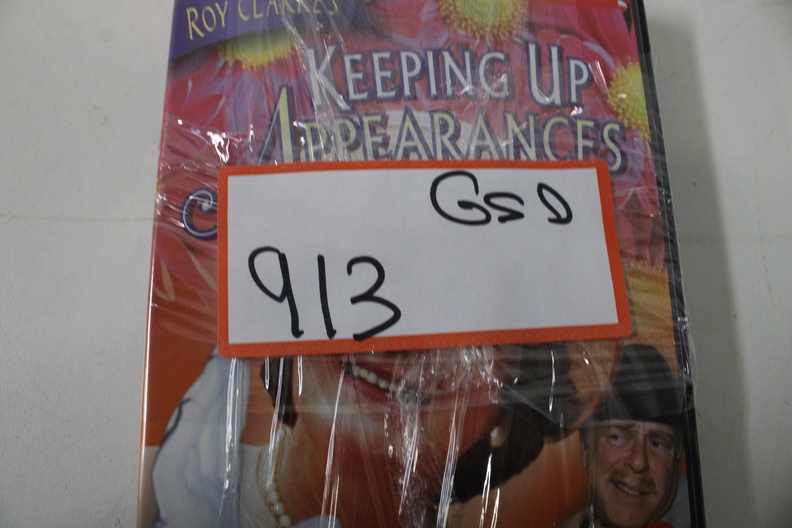 ROY CLARKE'S
KEEPING UP
APPEARANCES
GSD
913